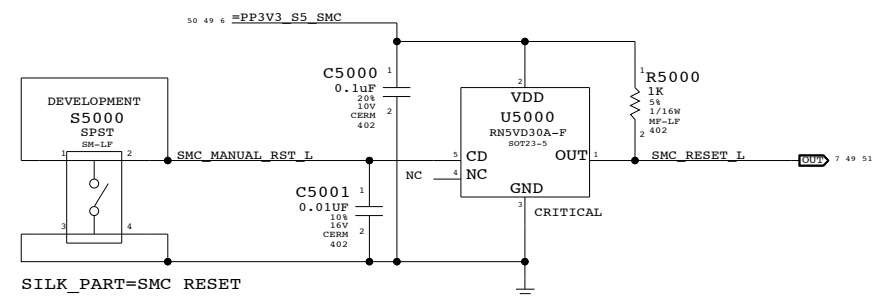 50 49 6 =PP3V3_S5_SMC
C5000 1
0.1uF
20%
10V
CERM
402
2
1 R5000
1K
5%
1/16W
MF-LF
402
2
2
VDD
U5000
RN5VD30A-F
SOT23-5
5 CD
OUT 1
NC 4 NC
GND
3
CRITICAL
DEVELOPMENT
S5000
SPST
SM-LF
1 2
3 4
SMC_MANUAL_RST_L
SMC_RESET_L
OUT 7 49 51
C5001 1
0.01UF
10%
16V
CERM
402
2
SILK_PART=SMC RESET